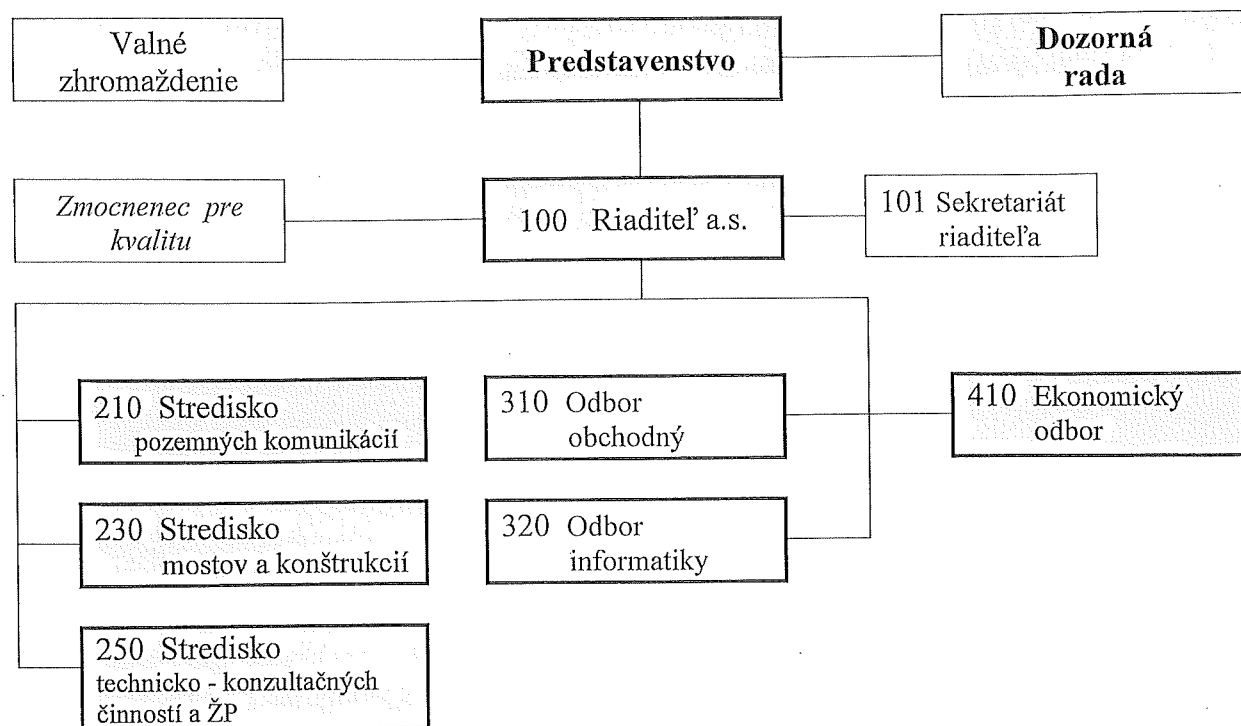 Valné
zhromaždenie
Predstavenstvo
Dozorná
rada
Zmocnenec pre
kvalitu
100 Riaditeľ a.s.
101 Sekretariát
riaditeľa
210 Stredisko
pozemných komunikácií
310 Odbor
obchodný
410 Ekonomický
odbor
230 Stredisko
mostov a konštrukcií
320 Odbor
informatiky
250 Stredisko
technicko - konzultačných
činností a ŽP